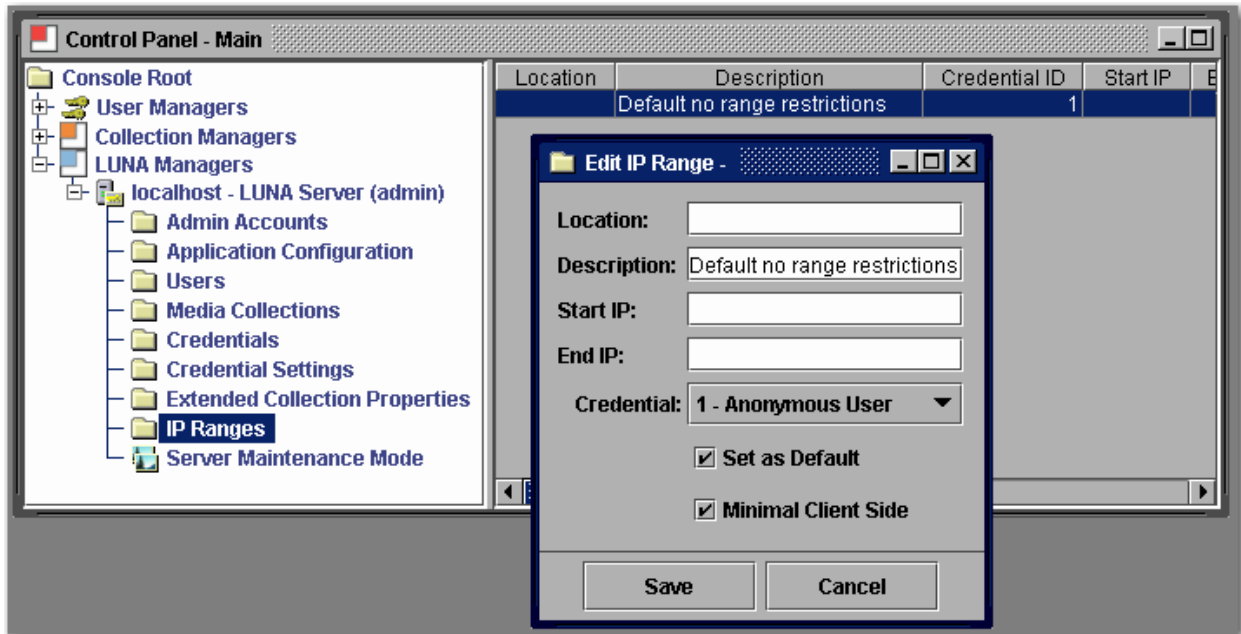 Control Panel - Main
Console Root
User Managers
Collection Managers
LUNA Managers
localhost - LUNA Server (admin)
Admin Accounts
Application Configuration
Users
Media Collections
Credentials
Credential Settings
Extended Collection Properties
IP Ranges
Server Maintenance Mode
Location Description Credential ID Start IP
Default no range restrictions 1
Edit IP Range -
Location:
Description: Default no range restrictions
Start IP:
End IP:
Credential: 1 - Anonymous User
Set as Default
Minimal Client Side
Save Cancel